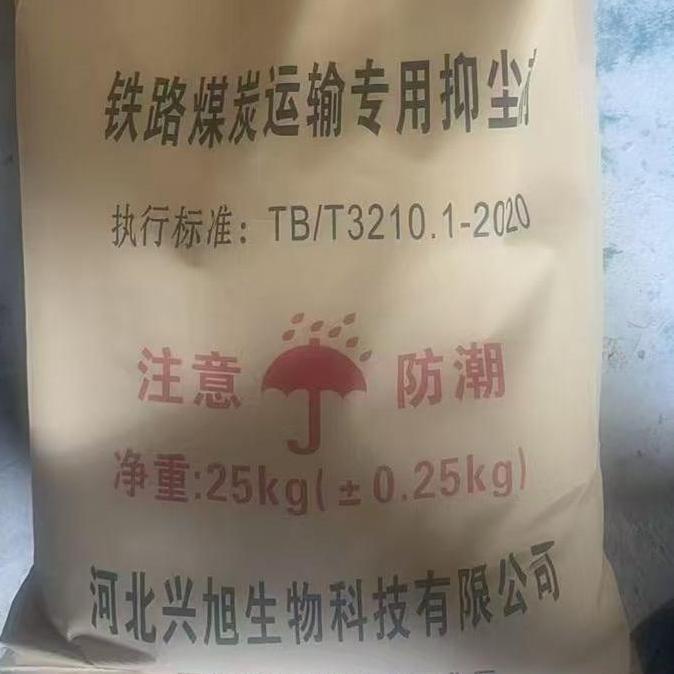 铁路煤炭运输专用抑尘
执行标准：TB/T3210.1-2020
注意 防潮
净重:25kg(±0.25kg)
河北兴旭生物科技有限公司